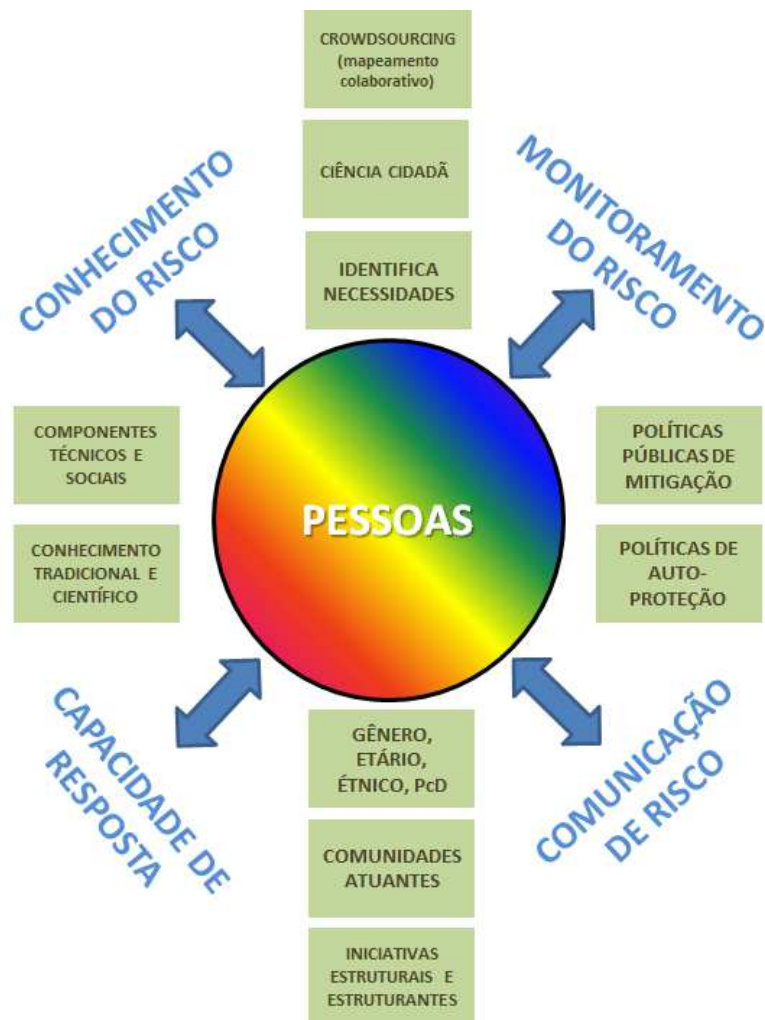 CROWDSOURCING
(mapeamento
colaborativo)
CIÊNCIA CIDADÃ
IDENTIFICA
NECESSIDADES
CONHECIMENTO
DO RISCO
MONITORAMENTO
DO RISCO
COMPONENTES
TÉCNICOS E
SOCIAIS
CONHECIMENTO
TRADICIONAL E
CIENTÍFICO
PESSOAS
POLÍTICAS
PÚBLICAS DE
MITIGAÇÃO
POLÍTICAS DE
AUTO-
PROTEÇÃO
CAPACIDADE DE
RESPOSTA
COMUNICAÇÃO
DE RISCO
GÊNERO,
ETÁRIO,
ÉTNICO, PcD
COMUNIDADES
ATUANTES
INICIATIVAS
ESTRUTURAIS E
ESTRUTURANTES